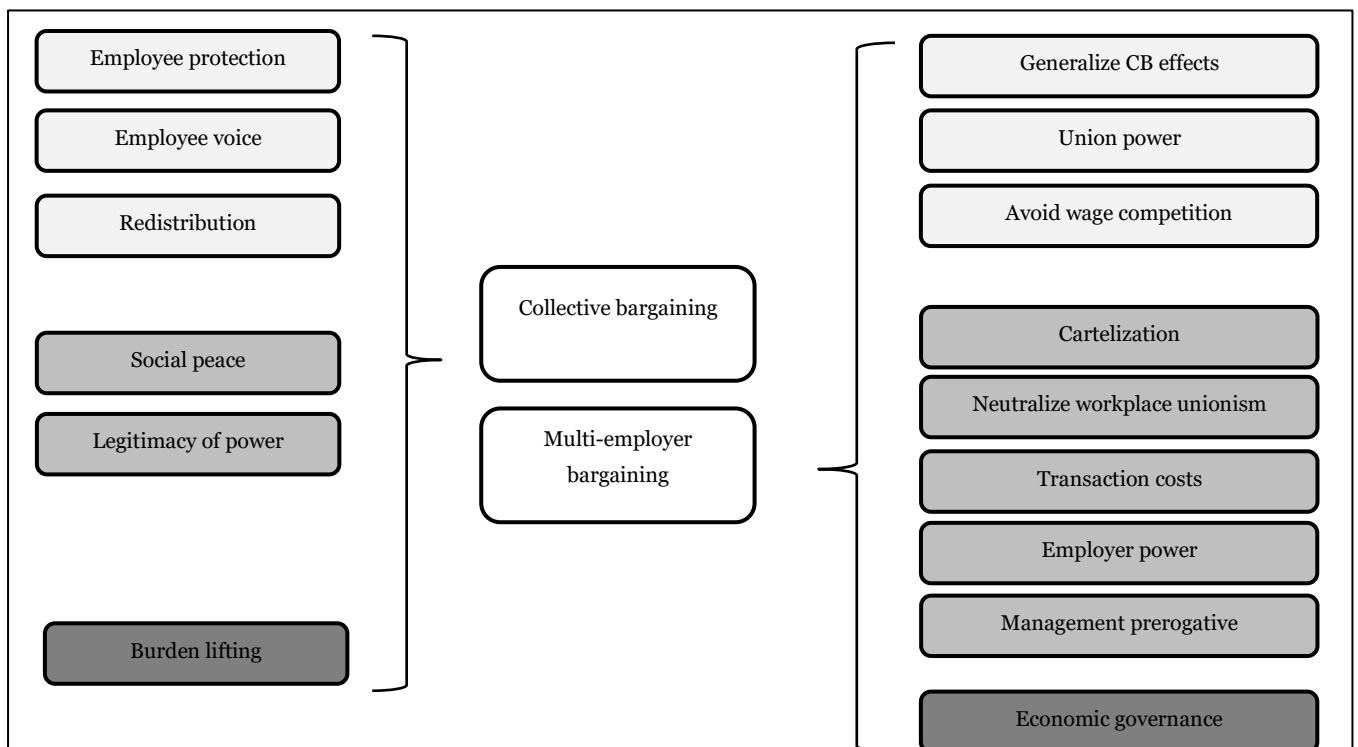 Employee protection
Employee voice
Redistribution
Social peace
Legitimacy of power
Burden lifting
Collective bargaining
Multi-employer
bargaining
Generalize CB effects
Union power
Avoid wage competition
Cartelization
Neutralize workplace unionism
Transaction costs
Employer power
Management prerogative
Economic governance